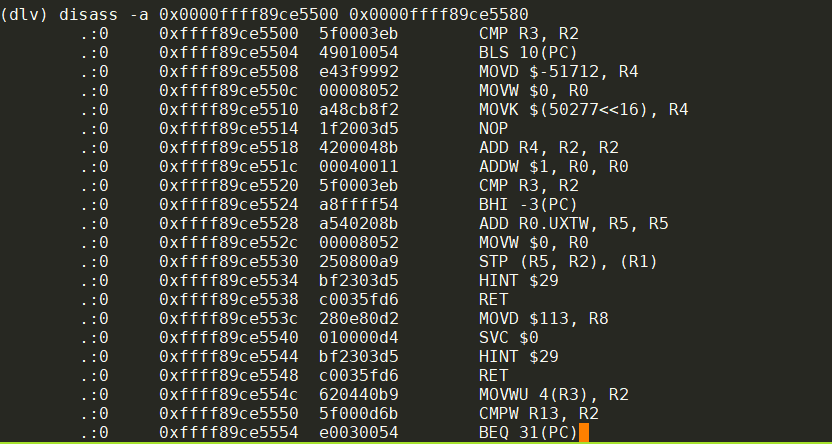 (dlv) disass -a 0x0000ffff89ce5500 0x0000ffff89ce5580
.:0 0xffff89ce5500 5f0003eb CMP R3, R2
.:0 0xffff89ce5504 49010054 BLS 10(PC)
.:0 0xffff89ce5508 e43f9992 MOVD $-51712, R4
.:0 0xffff89ce550c 00008052 MOVW $0, R0
.:0 0xffff89ce5510 a48cb8f2 MOVK $(50277<<16), R4
.:0 0xffff89ce5514 1f2003d5 NOP
.:0 0xffff89ce5518 4200048b ADD R4, R2, R2
.:0 0xffff89ce551c 00040011 ADDW $1, R0, R0
.:0 0xffff89ce5520 5f0003eb CMP R3, R2
.:0 0xffff89ce5524 a8ffff54 BHI -3(PC)
.:0 0xffff89ce5528 a540208b ADD R0.UXTW, R5, R5
.:0 0xffff89ce552c 00008052 MOVW $0, R0
.:0 0xffff89ce5530 250800a9 STP (R5, R2), (R1)
.:0 0xffff89ce5534 bf2303d5 HINT $29
.:0 0xffff89ce5538 c0035fd6 RET
.:0 0xffff89ce553c 280e80d2 MOVD $113, R8
.:0 0xffff89ce5540 010000d4 SVC $0
.:0 0xffff89ce5544 bf2303d5 HINT $29
.:0 0xffff89ce5548 c0035fd6 RET
.:0 0xffff89ce554c 620440b9 MOVWU 4(R3), R2
.:0 0xffff89ce5550 5f000d6b CMPW R13, R2
.:0 0xffff89ce5554 e0030054 BEQ 31(PC)